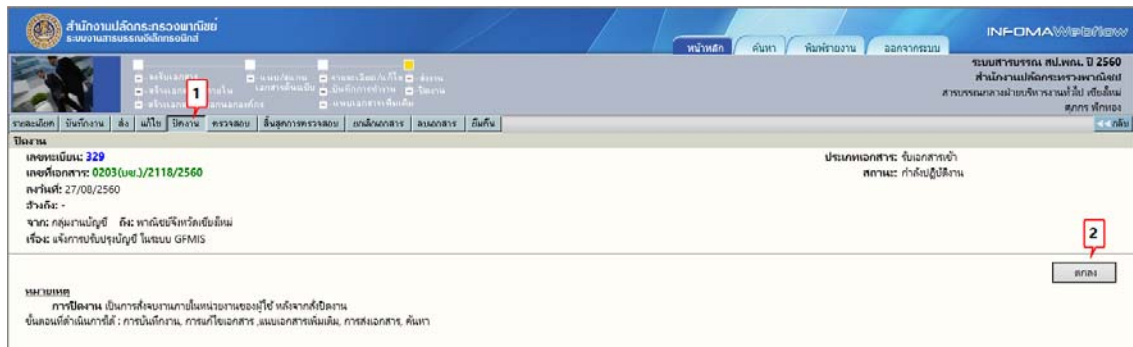 สำนักงานปลัดกระทรวงพาณิชย์
ระบบงานสารบรรณอิเล็กทรอนิกส์
INFOMA Webflow
หน้าหลัก ค้นหา พิมพ์รายงาน ออกจากระบบ
ระบบสารบรรณ สป.พณ. ปี 2560
สำนักงานปลัดกระทรวงพาณิชย์
สารบรรณกลางฝ่ายบริหารงานทั่วไป เชียงใหม่
ศุภกร ฟักทอง
1
รายละเอียด บันทึกงาน ส่ง แก้ไข ปิดงาน ตรวจสอบ สิ้นสุดการตรวจสอบ ยกเลิกเอกสาร ลบเอกสาร ยืมคืน << กลับ
ปิดงาน
เลขทะเบียน: 329 ประเภทเอกสาร: รับเอกสารเข้า
เลขที่เอกสาร: 0203(บช.)/2118/2560 สถานะ: กำลังปฏิบัติงาน
ลงวันที่: 27/08/2560
อ้างถึง: -
จาก: กลุ่มงานบัญชี ถึง: พาณิชย์จังหวัดเชียงใหม่
เรื่อง: แจ้งการปรับปรุงบัญชี ในระบบ GFMIS
2
ตกลง
หมายเหตุ
การปิดงาน เป็นการสั่งจบงานภายในหน่วยงานของผู้ใช้ หลังจากสั่งปิดงาน
ขั้นตอนที่ดำเนินการได้ : การบันทึกงาน, การแก้ไขเอกสาร ,แนบเอกสารเพิ่มเติม, การส่งเอกสาร, ค้นหา